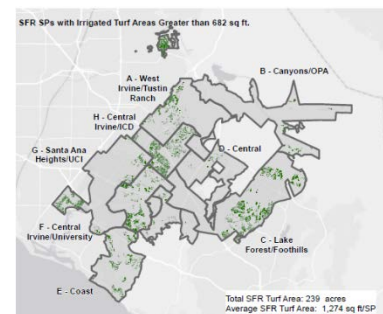 SFR SPs with Irrigated Turf Areas Greater than 682 sq ft.
A - West
Irvine/Tustin
Ranch
B - Canyons/OPA
H - Central
Irvine/ICD
G - Santa Ana
Heights/UCI
D - Central
F - Central
Irvine/University
C - Lake
Forest/Foothills
E - Coast
Total SFR Turf Area: 239 acres
Average SFR Turf Area: 1,274 sq ft/SP